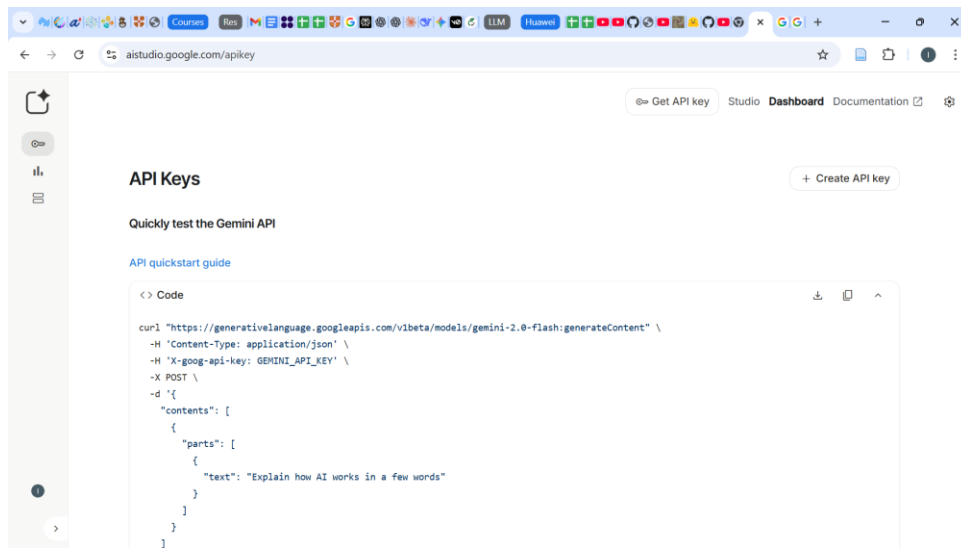 Courses Res LLM Huawei
aistudio.google.com/apikey
Get API key Studio Dashboard Documentation
API Keys
+ Create API key
Quickly test the Gemini API
API quickstart guide
<> Code
curl "https://generativelanguage.googleapis.com/v1beta/models/gemini-2.0-flash:generateContent" \
-H 'Content-Type: application/json' \
-H 'X-goog-api-key: GEMINI_API_KEY' \
-X POST \
-d '{
"contents": [
{
"parts": [
{
"text": "Explain how AI works in a few words"
}
]
}
]